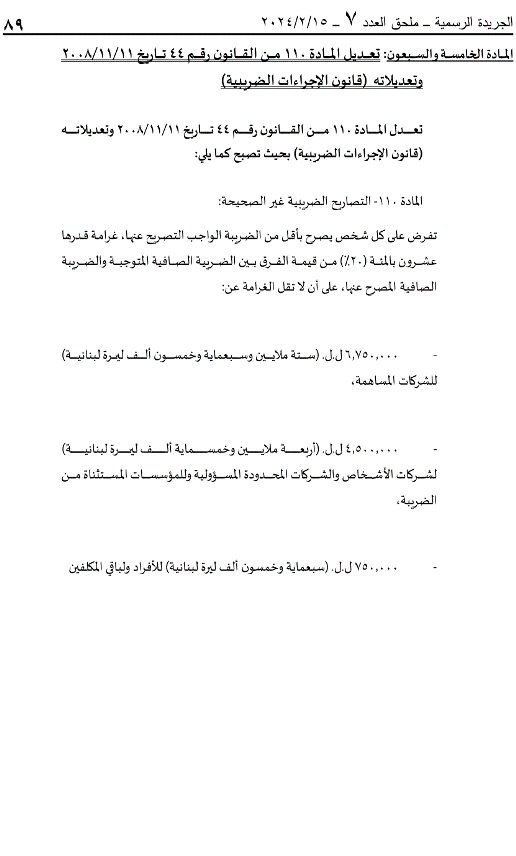 الجريدة الرسمية – ملحق العدد ٧ – ٢٠٢٤/٢/١٥ ٨٩
المادة الخامسة والسبعون: تعديل المادة ١١٠ من القانون رقم ٤٤ تاريخ ٢٠٠٨/١١/١١
وتعديلاته (قانون الإجراءات الضريبية)
تعدل المادة ١١٠ من القانون رقم ٤٤ تاريخ ٢٠٠٨/١١/١١ وتعديلاته
(قانون الإجراءات الضريبية) بحيث تصبح كما يلي:
المادة ١١٠- التصاريح الضريبية غير الصحيحة:
تفرض على كل شخص يصرح بأقل من الضريبة الواجب التصريح عنها، غرامة قدرها
عشرون بالمئة (٢٠٪) من قيمة الفرق بين الضريبة الصافية المتوجبة والضريبة
الصافية المصرح عنها، على أن لا تقل الغرامة عن:
- ٦,٧٥٠,٠٠٠ ل.ل. (ستة ملايين وسبعماية وخمسون ألف ليرة لبنانية)
للشركات المساهمة،
- ٤,٥٠٠,٠٠٠ ل.ل. (أربعة ملايين وخمسماية ألف ليرة لبنانية)
لشركات الأشخاص والشركات المحدودة المسؤولية وللمؤسسات المستثناة من
الضريبة،
- ٧٥٠,٠٠٠ ل.ل. (سبعماية وخمسون ألف ليرة لبنانية) للأفراد ولباقي المكلفين